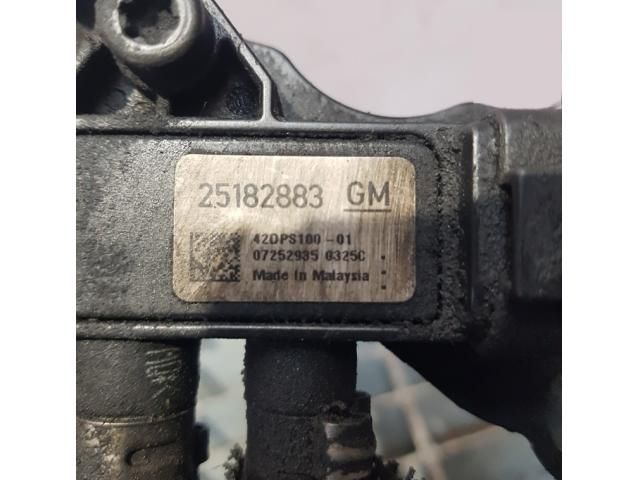 25182883 GM
42DPS100-01
07252935 0325C
Made In Malaysia